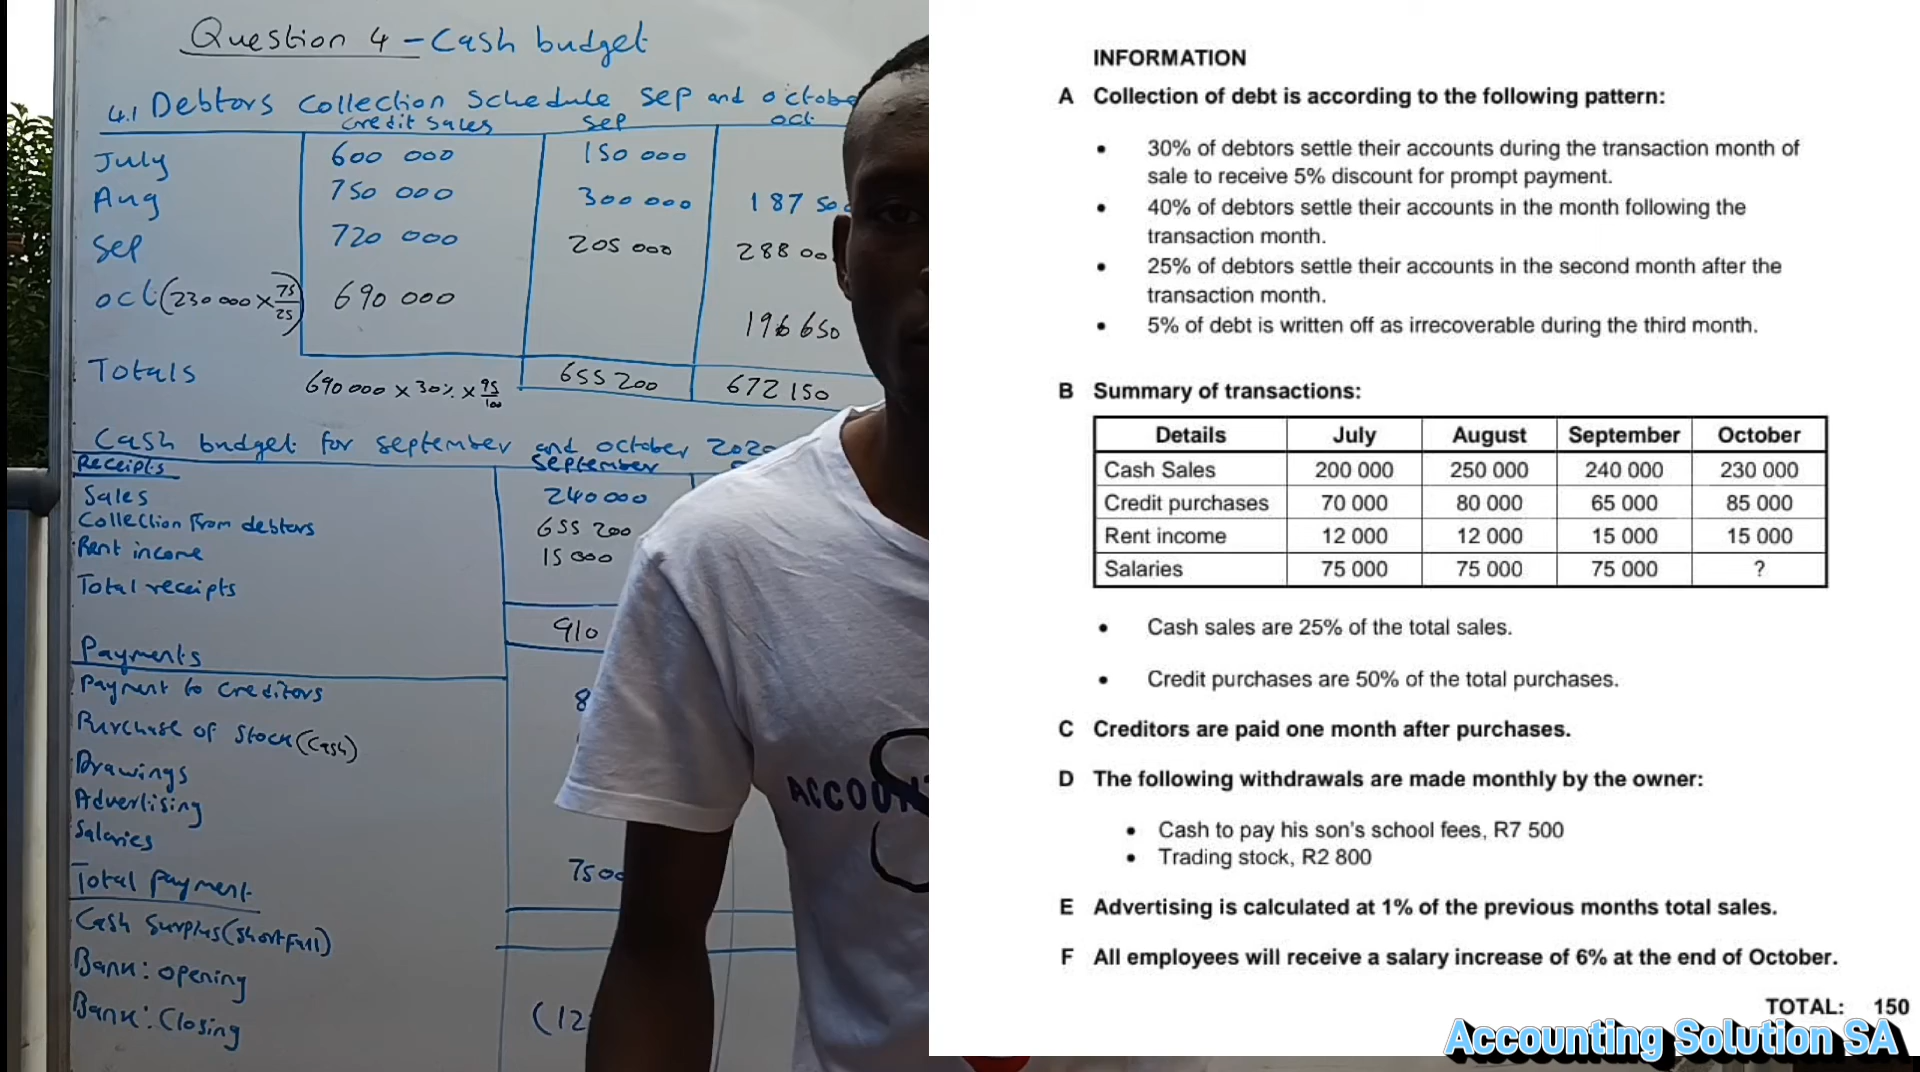 Question 4 - Cash budget
4.1 Debtors Collection Schedule Sep and octobe
Credit Sales Sep oct
July 600 000 150 000
Aug 750 000 300 000 187 50
Sep 720 000 205 000 288 00
oct (230 000 × 75/25) 690 000 196 650
Totals 690 000 × 30% × 95/100 655 200 672 150
Cash budget for september and october 2020
Receipts September
Sales 240 000
Collection From debtors 655 200
Rent income 15 000
Total receipts
910
Payments
Payment to Creditors 8
Purchase of Stock (Cash)
Drawings
Advertising
Salaries
7500
Total payment
Cash Surplus (Shortfall)
Bank: opening
Bank: Closing (12
ACCOUN
INFORMATION
A Collection of debt is according to the following pattern:
• 30% of debtors settle their accounts during the transaction month of
sale to receive 5% discount for prompt payment.
• 40% of debtors settle their accounts in the month following the
transaction month.
• 25% of debtors settle their accounts in the second month after the
transaction month.
• 5% of debt is written off as irrecoverable during the third month.
B Summary of transactions:
Details July August September October
Cash Sales 200 000 250 000 240 000 230 000
Credit purchases 70 000 80 000 65 000 85 000
Rent income 12 000 12 000 15 000 15 000
Salaries 75 000 75 000 75 000 ?
• Cash sales are 25% of the total sales.
• Credit purchases are 50% of the total purchases.
C Creditors are paid one month after purchases.
D The following withdrawals are made monthly by the owner:
• Cash to pay his son's school fees, R7 500
• Trading stock, R2 800
E Advertising is calculated at 1% of the previous months total sales.
F All employees will receive a salary increase of 6% at the end of October.
TOTAL: 150
Accounting Solution SA